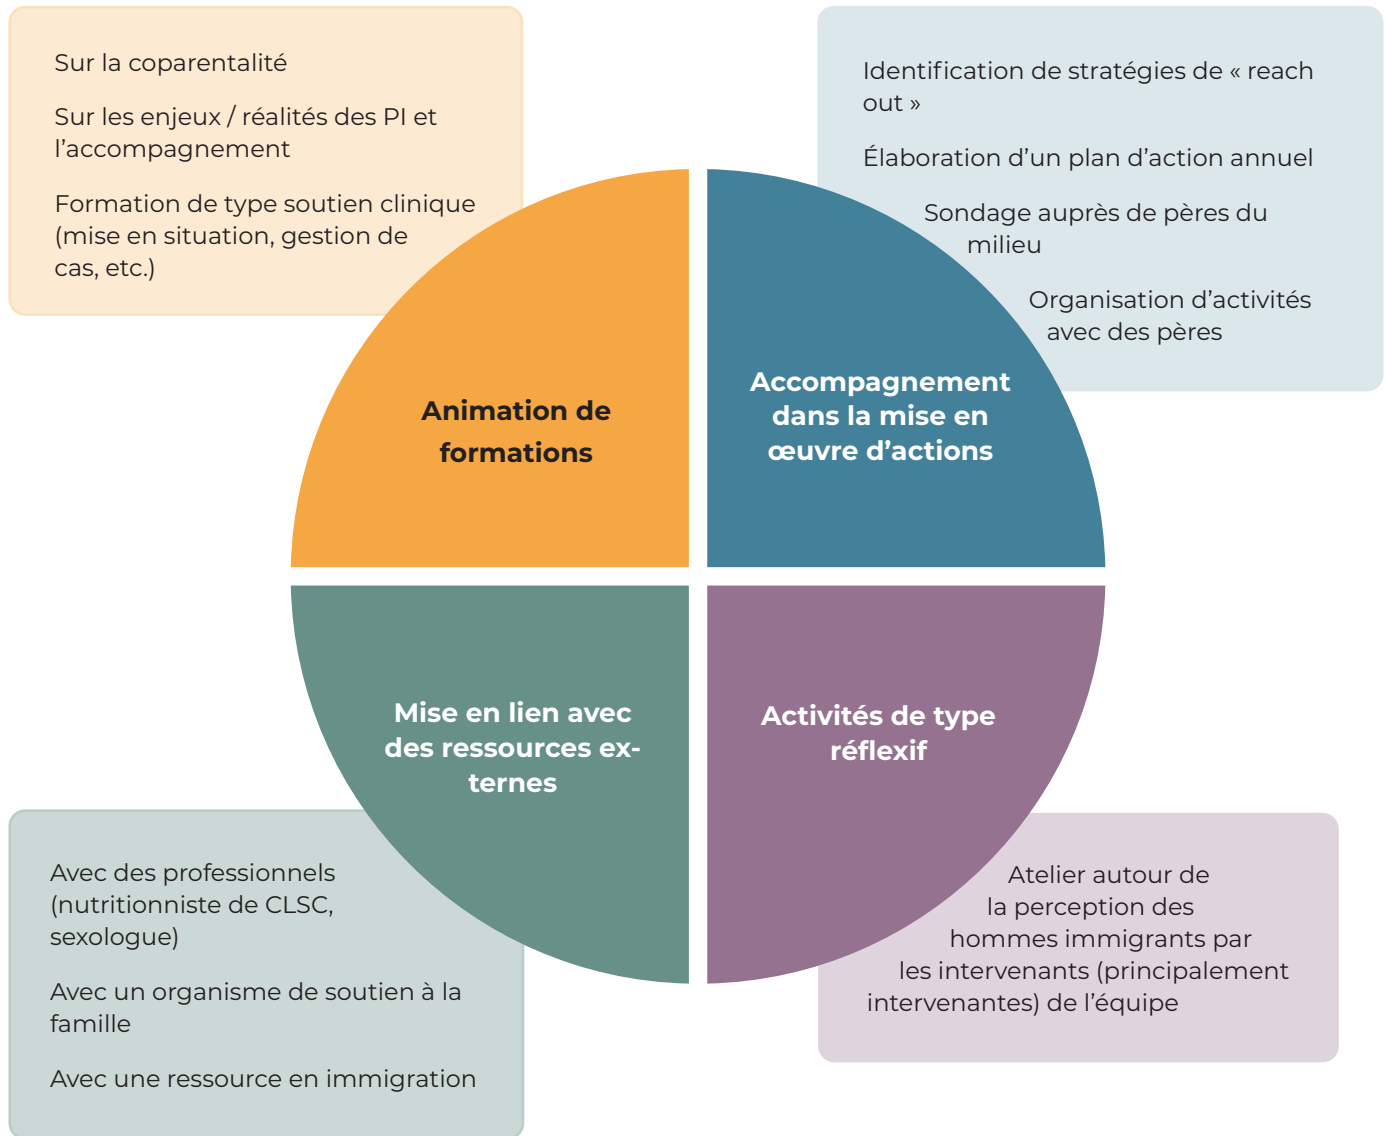 Sur la coparentalité
Sur les enjeux / réalités des PI et
l’accompagnement
Formation de type soutien clinique
(mise en situation, gestion de
cas, etc.)
Identification de stratégies de « reach
out »
Élaboration d’un plan d’action annuel
Sondage auprès de pères du
milieu
Organisation d’activités
avec des pères
Animation de
formations
Accompagnement
dans la mise en
œuvre d’actions
Mise en lien avec
des ressources ex-
ternes
Activités de type
réflexif
Avec des professionnels
(nutritionniste de CLSC,
sexologue)
Avec un organisme de soutien à la
famille
Avec une ressource en immigration
Atelier autour de
la perception des
hommes immigrants par
les intervenants (principalement
intervenantes) de l’équipe